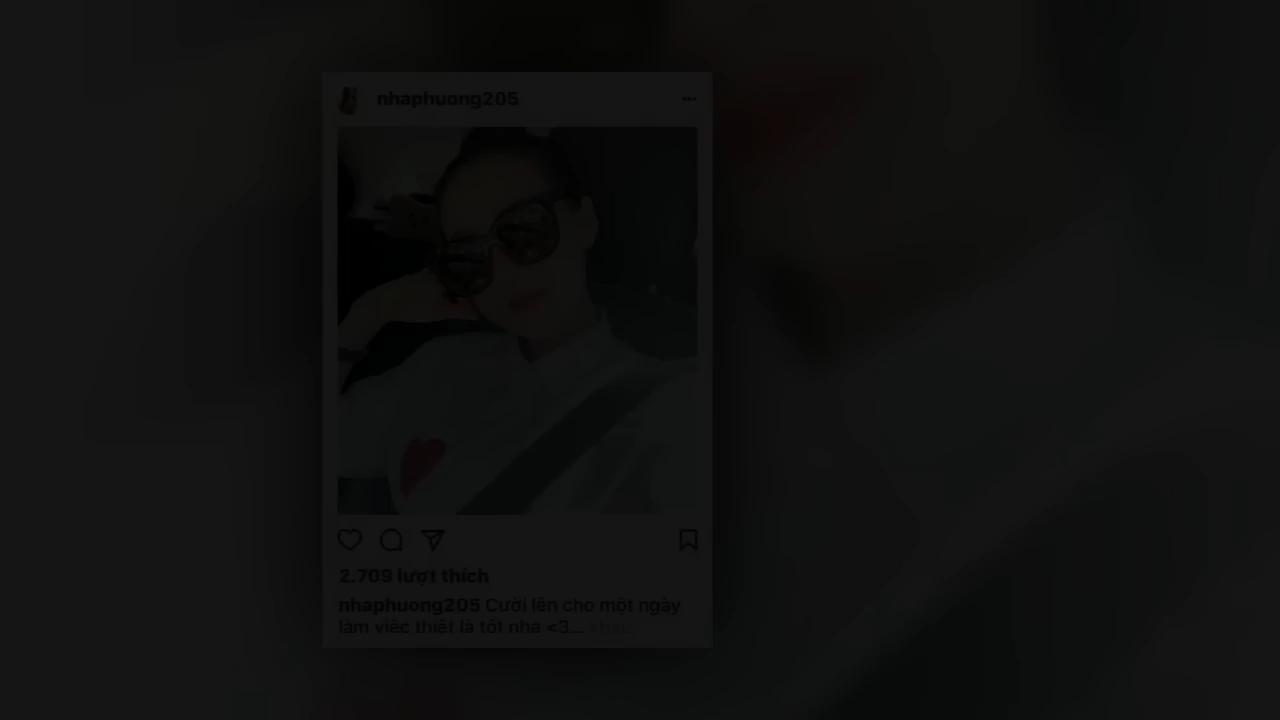 nhaphuong205
2.709 lượt thích
nhaphuong205 Cười lên cho một ngày
làm việc thiệt là tốt nha <3...